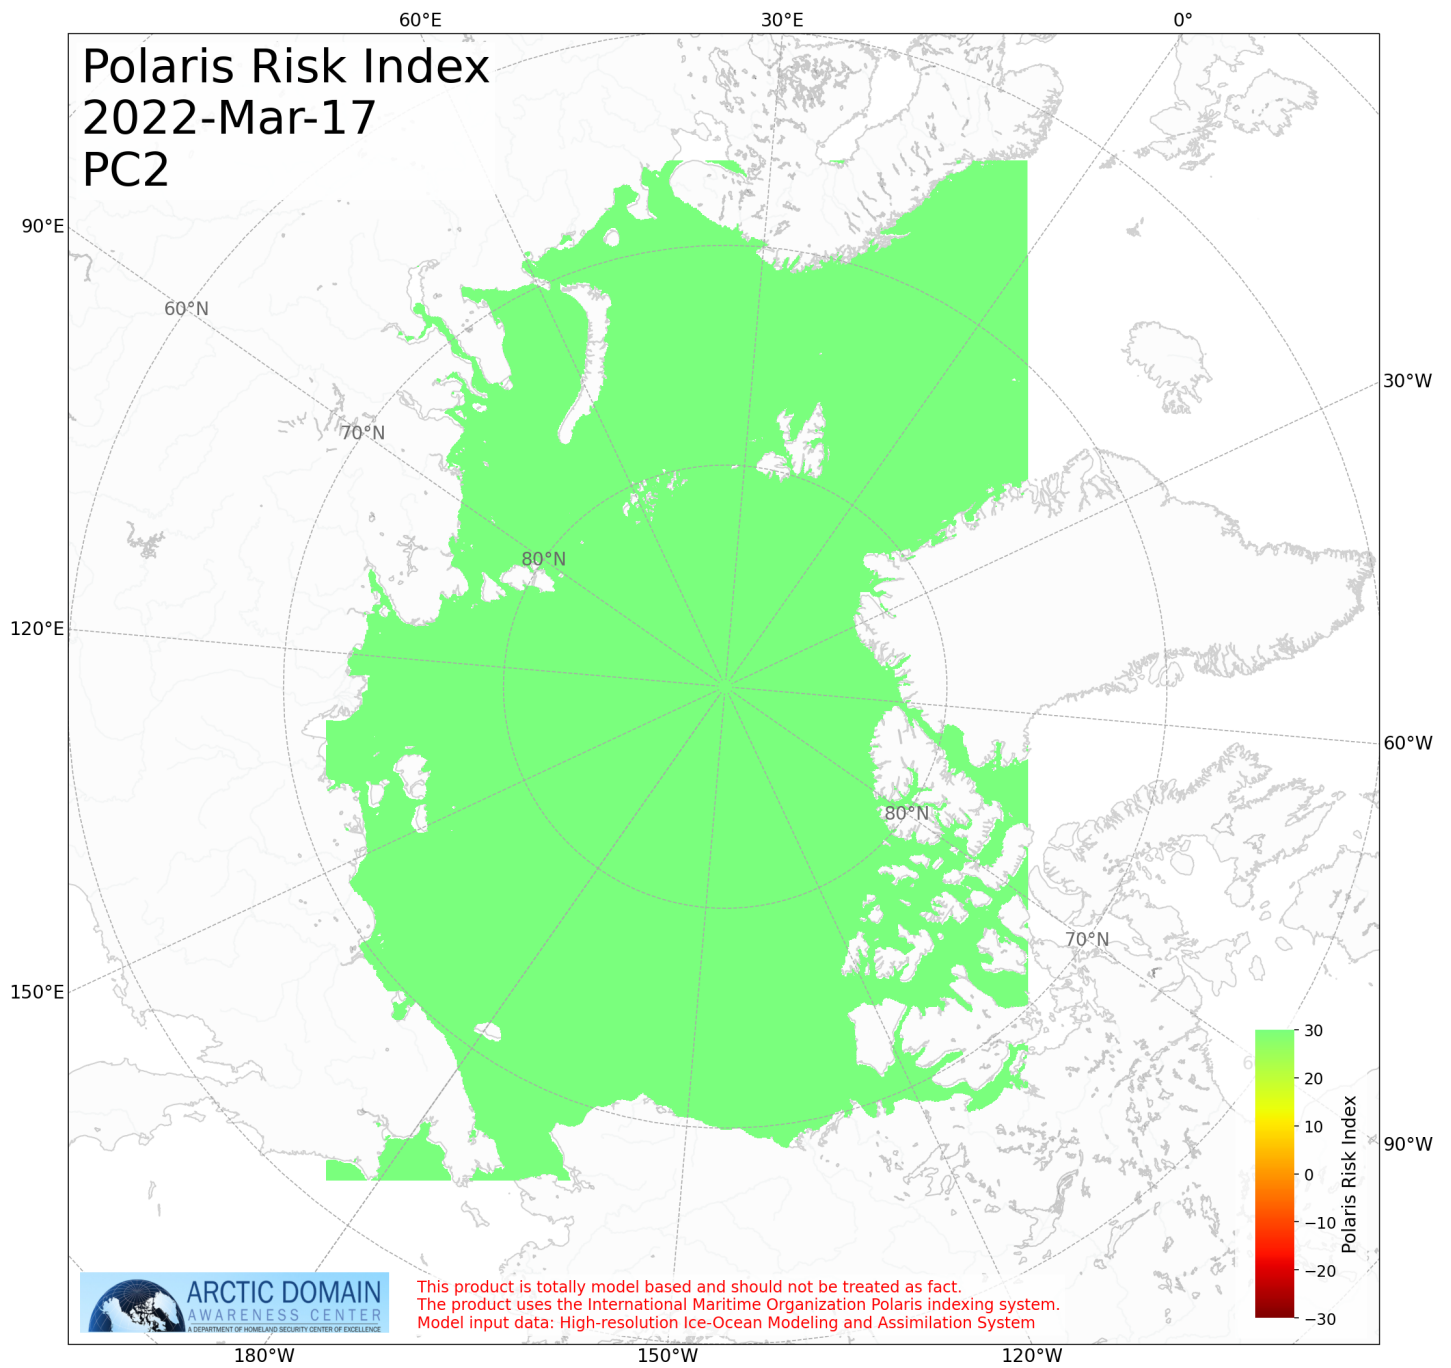 60°E 30°E 0°
Polaris Risk Index
2022-Mar-17
PC2
90°E
60°N
30°W
70°N
80°N
120°E
60°W
80°N
70°N
150°E
30
20
10
0
−10
−20
−30
Polaris Risk Index
90°W
ARCTIC DOMAIN
AWARENESS CENTER
A DEPARTMENT OF HOMELAND SECURITY CENTER OF EXCELLENCE
This product is totally model based and should not be treated as fact.
The product uses the International Maritime Organization Polaris indexing system.
Model input data: High-resolution Ice-Ocean Modeling and Assimilation System
180°W 150°W 120°W